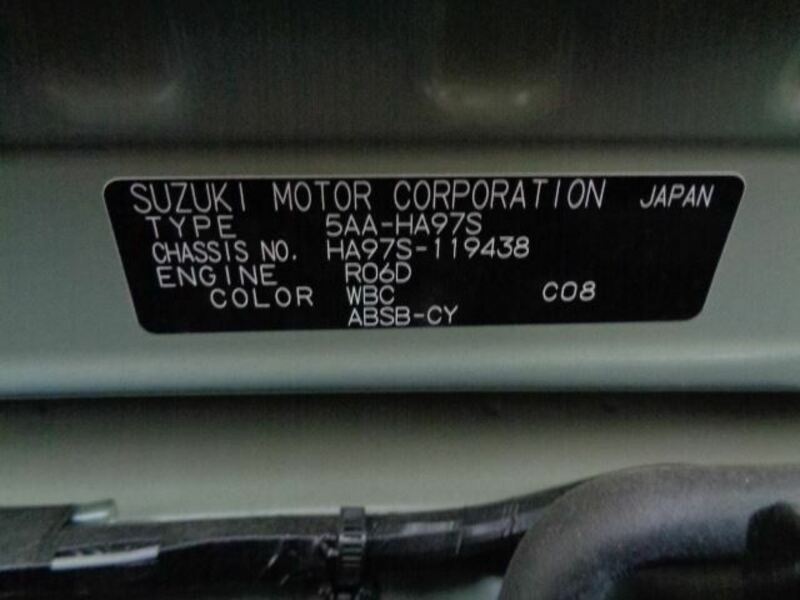 SUZUKI MOTOR CORPORATION JAPAN
TYPE 5AA-HA97S
CHASSIS NO. HA97S-119438
ENGINE R06D
COLOR WBC C08
ABSB-CY